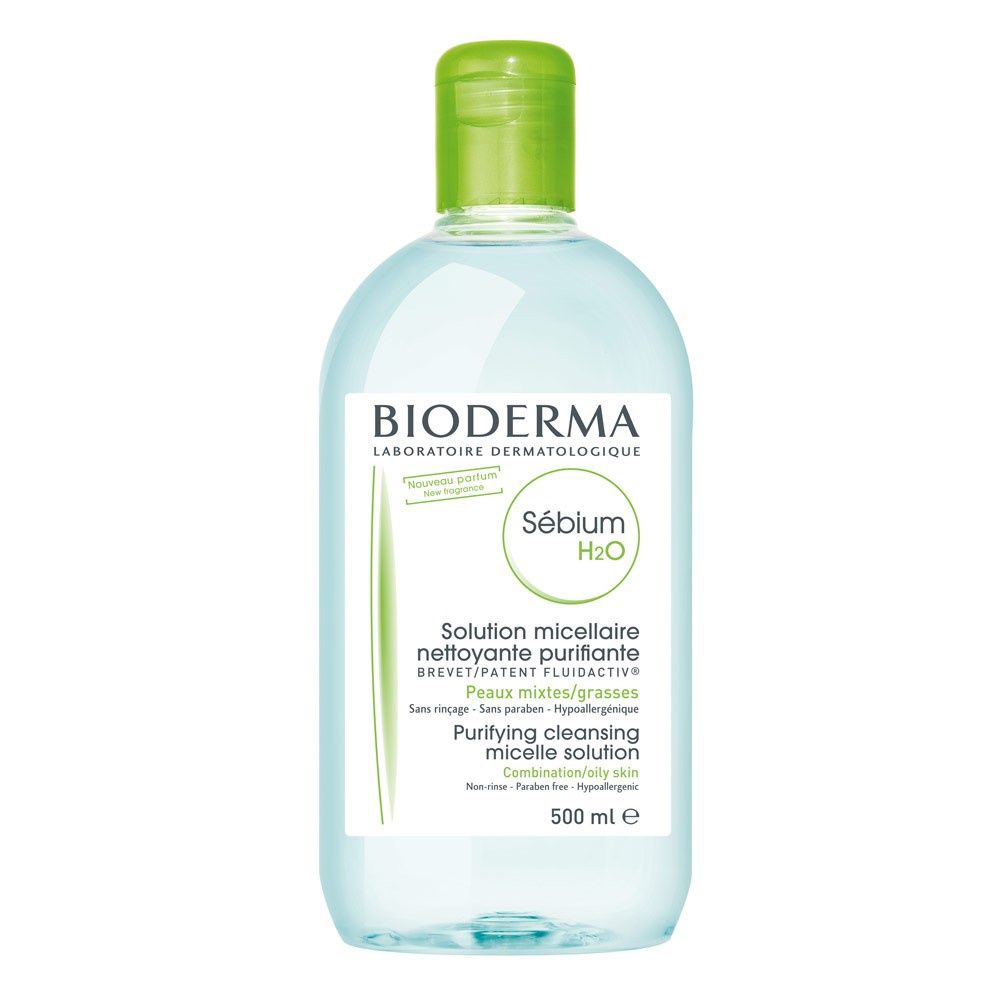 BIODERMA
LABORATOIRE DERMATOLOGIQUE
Nouveau parfum
New fragrance
Sébium
H2O
Solution micellaire
nettoyante purifiante
BREVET/PATENT FLUIDACTIV®
Peaux mixtes/grasses
Sans rinçage - Sans paraben - Hypoallergénique
Purifying cleansing
micelle solution
Combination/oily skin
Non-rinse - Paraben free - Hypoallergenic
500 ml ℮